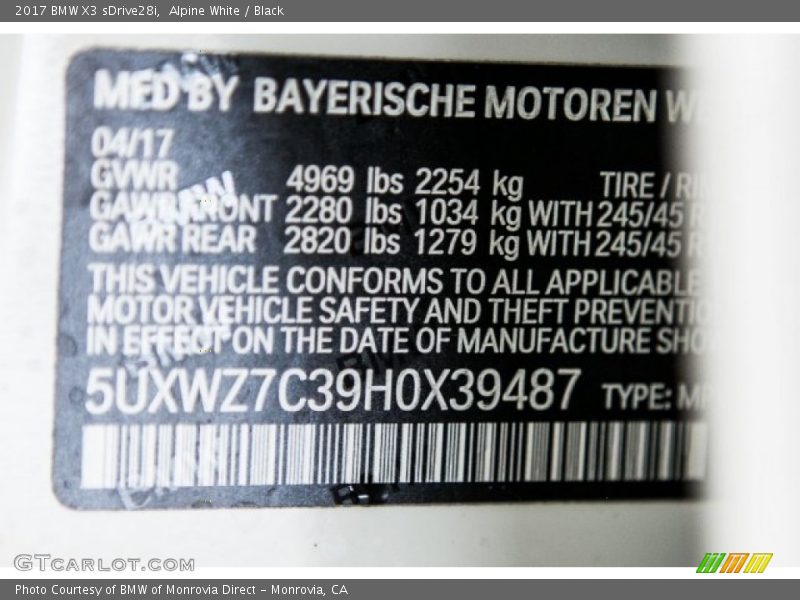 2017 BMW X3 sDrive28i, Alpine White / Black
MFD BY BAYERISCHE MOTOREN W
04/17
GVWR 4969 lbs 2254 kg TIRE / RI
GAWR FRONT 2280 lbs 1034 kg WITH 245/45 R
GAWR REAR 2820 lbs 1279 kg WITH 245/45 R
THIS VEHICLE CONFORMS TO ALL APPLICABLE
MOTOR VEHICLE SAFETY AND THEFT PREVENTI
IN EFFECT ON THE DATE OF MANUFACTURE SHO
5UXWZ7C39H0X39487 TYPE: MP
GTCARLOT.COM
Photo Courtesy of BMW of Monrovia Direct - Monrovia, CA